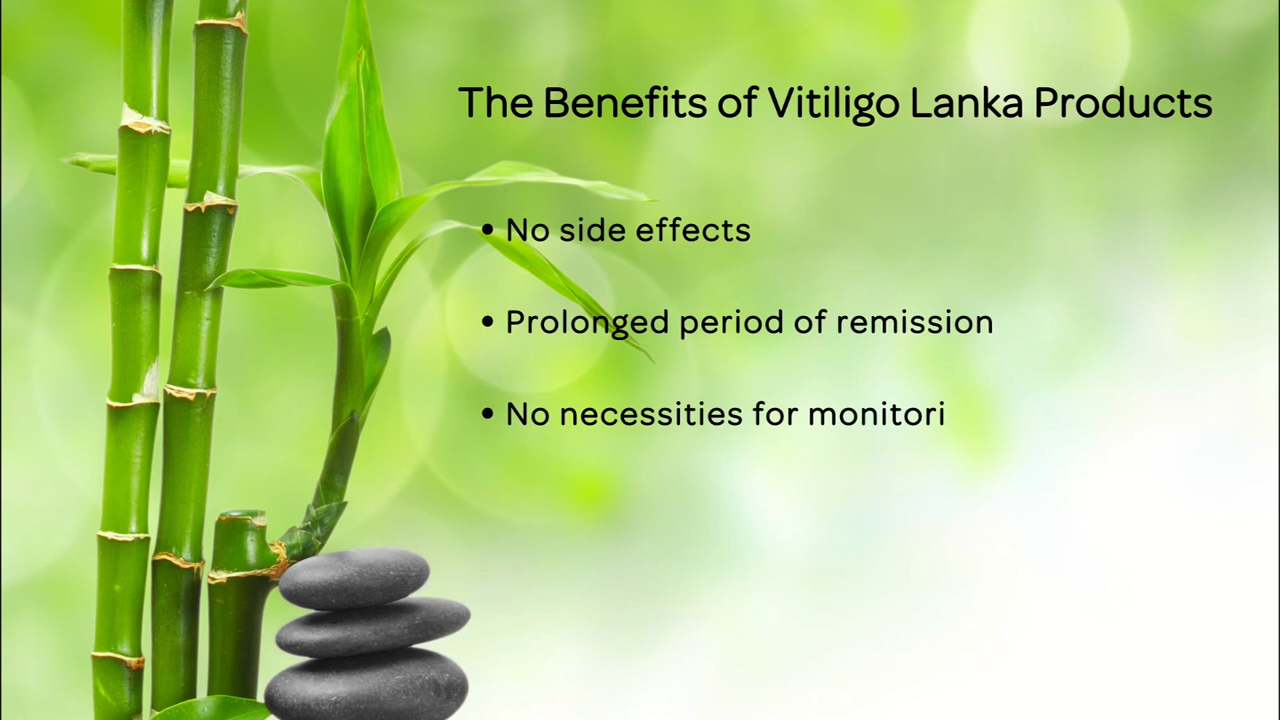 The Benefits of Vitiligo Lanka Products
• No side effects
• Prolonged period of remission
• No necessities for monitori